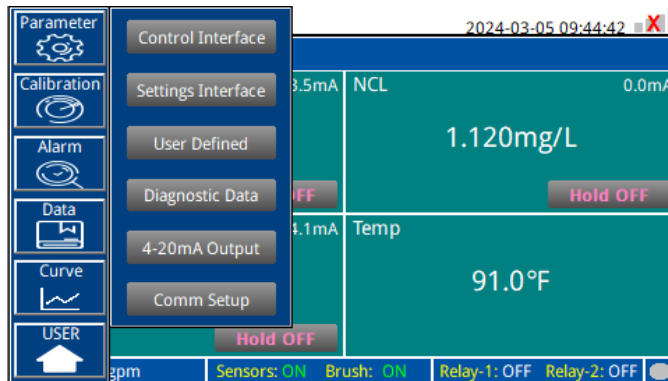 Parameter
Calibration
Alarm
Data
Curve
USER
Control Interface
Settings Interface
User Defined
Diagnostic Data
4-20mA Output
Comm Setup
2024-03-05 09:44:42
3.5mA
NCL
0.0mA
1.120mg/L
FF
Hold OFF
4.1mA
Temp
91.0°F
Hold OFF
gpm
Sensors: ON
Brush: ON
Relay-1: OFF
Relay-2: OFF